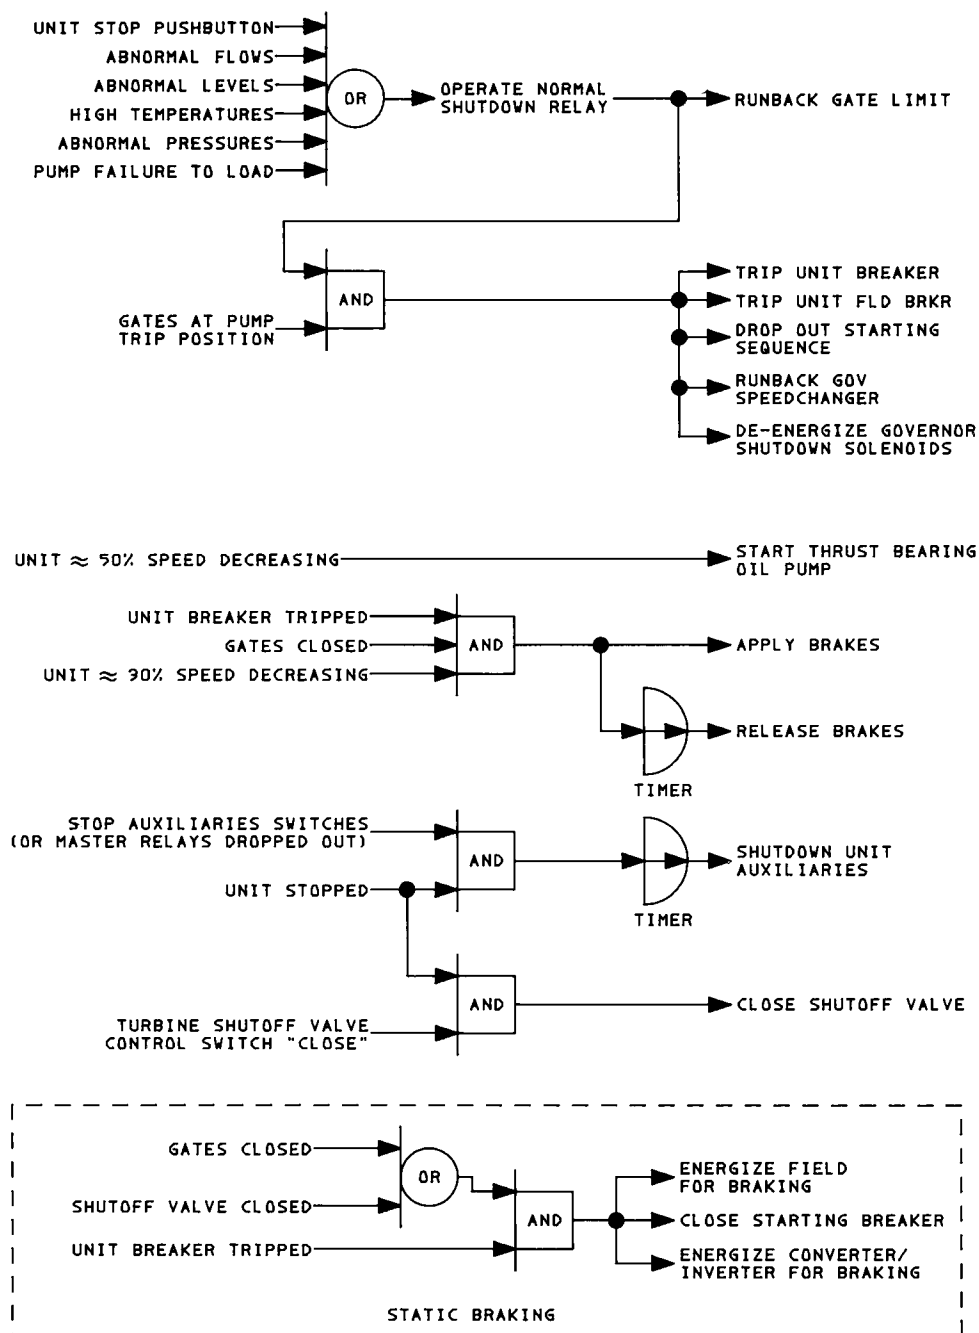 UNIT STOP PUSHBUTTON
ABNORMAL FLOWS
ABNORMAL LEVELS
HIGH TEMPERATURES
ABNORMAL PRESSURES
PUMP FAILURE TO LOAD
OR
OPERATE NORMAL
SHUTDOWN RELAY
RUNBACK GATE LIMIT
GATES AT PUMP
TRIP POSITION
AND
TRIP UNIT BREAKER
TRIP UNIT FLD BRKR
DROP OUT STARTING
SEQUENCE
RUNBACK GOV
SPEEDCHANGER
DE-ENERGIZE GOVERNOR
SHUTDOWN SOLENOIDS
UNIT ≈ 50% SPEED DECREASING
START THRUST BEARING
OIL PUMP
UNIT BREAKER TRIPPED
GATES CLOSED
UNIT ≈ 30% SPEED DECREASING
AND
APPLY BRAKES
RELEASE BRAKES
TIMER
STOP AUXILIARIES SWITCHES
(OR MASTER RELAYS DROPPED OUT)
UNIT STOPPED
AND
TIMER
SHUTDOWN UNIT
AUXILIARIES
TURBINE SHUTOFF VALVE
CONTROL SWITCH "CLOSE"
AND
CLOSE SHUTOFF VALVE
GATES CLOSED
SHUTOFF VALVE CLOSED
UNIT BREAKER TRIPPED
OR
AND
ENERGIZE FIELD
FOR BRAKING
CLOSE STARTING BREAKER
ENERGIZE CONVERTER/
INVERTER FOR BRAKING
STATIC BRAKING